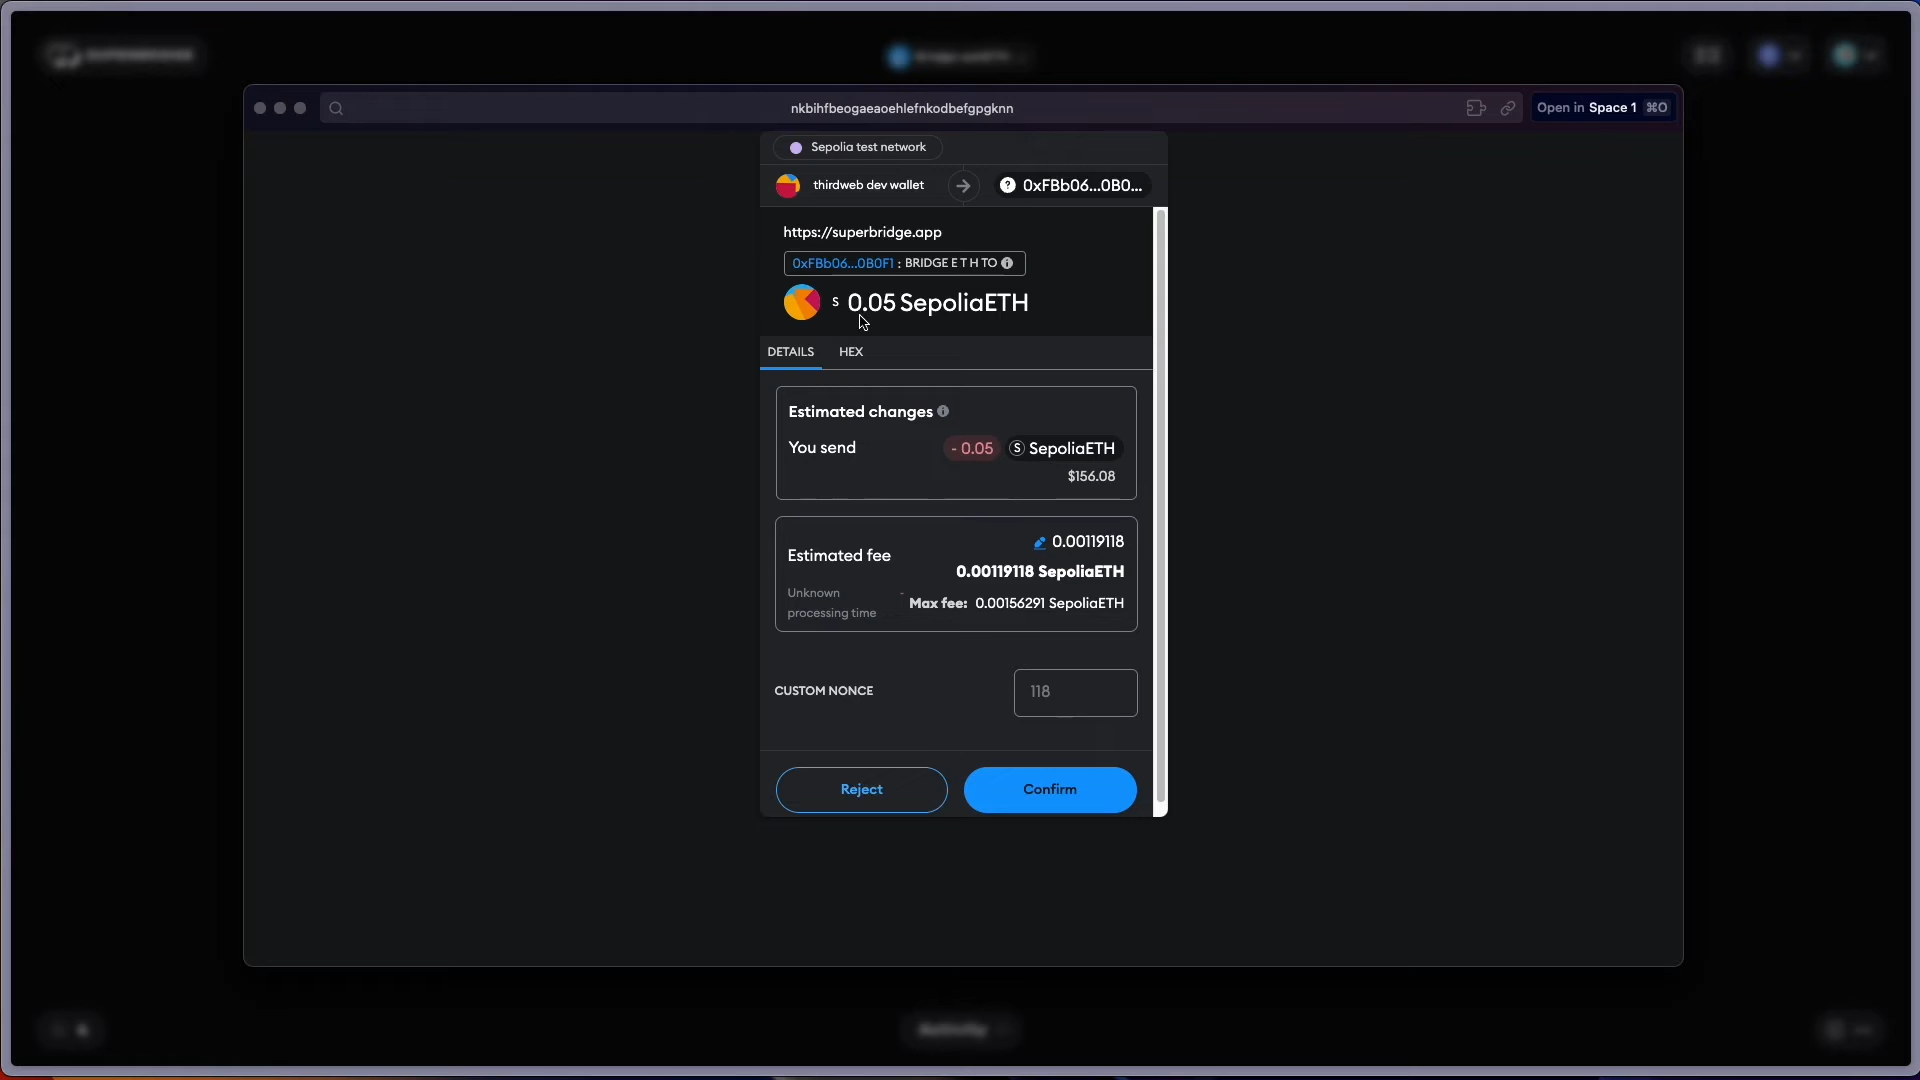 nkbihfbeogaeaoehlefnkodbefgpgknn
Open in Space 1 ⌘O
Sepolia test network
thirdweb dev wallet
0xFBb06...0B0...
https://superbridge.app
0xFBb06...0B0F1 : BRIDGE E T H TO
S 0.05 SepoliaETH
DETAILS HEX
Estimated changes
You send - 0.05 S SepoliaETH
$156.08
0.00119118
Estimated fee
0.00119118 SepoliaETH
Unknown processing time
Max fee: 0.00156291 SepoliaETH
CUSTOM NONCE 118
Reject Confirm
Activity